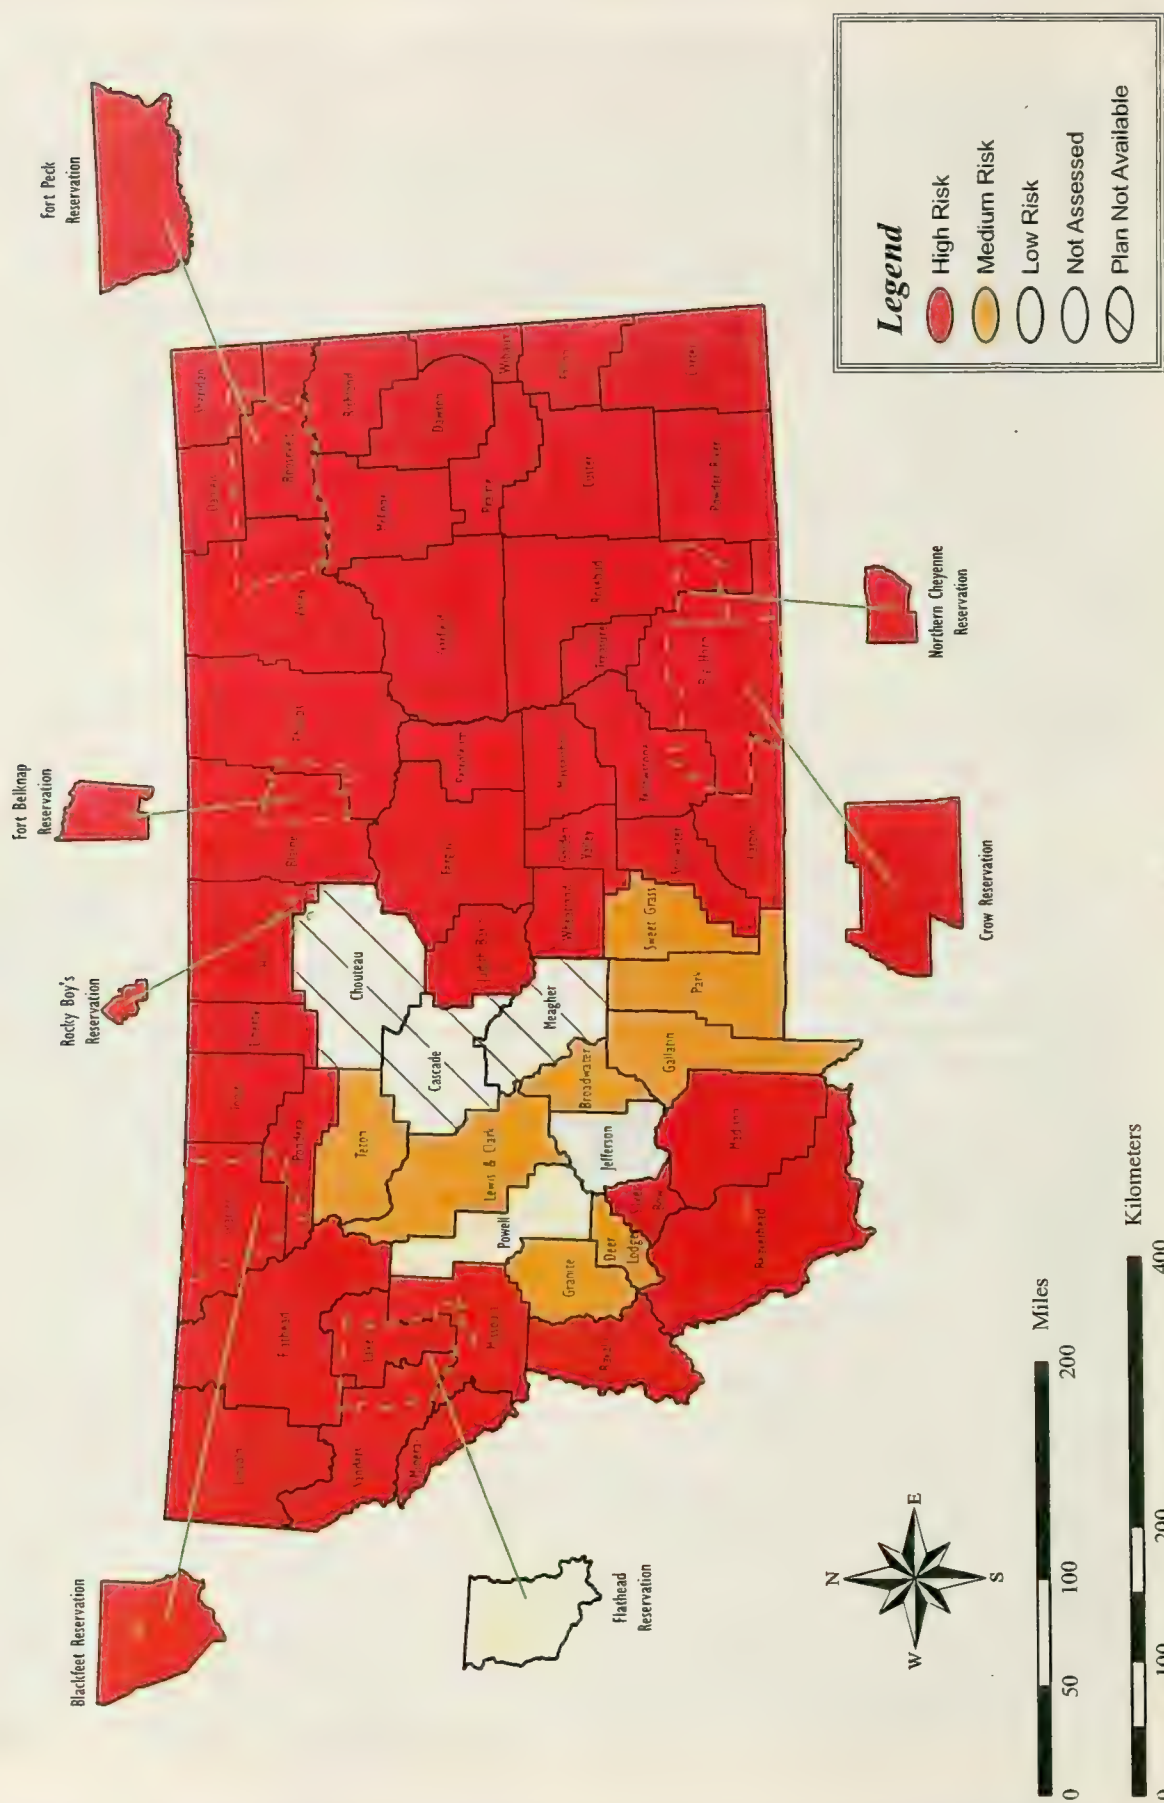 Fort Peck
Reservation
Fort Belknap
Reservation
Rocky Boy's
Reservation
Blackfeet Reservation
Flathead
Reservation
Crow Reservation
Northern Cheyenne
Reservation
Lincoln
Flathead
Lake
Sanders
Mineral
Missoula
Ravalli
Granite
Powell
Deer
Lodge
Silver
Bow
Beaverhead
Madison
Jefferson
Lewis & Clark
Teton
Pondera
Liberty
Chouteau
Cascade
Meagher
Broadwater
Gallatin
Park
Sweet Grass
Wheatland
Judith Basin
Fergus
Golden
Valley
Stillwater
Carbon
Yellowstone
Musselshell
Petroleum
Blaine
Phillips
Valley
Garfield
Treasure
Big Horn
Rosebud
Powder River
Custer
Prairie
McCone
Daniels
Roosevelt
Sheridan
Richland
Dawson
Wibaux
Fallon
Carter
Legend
High Risk
Medium Risk
Low Risk
Not Assessed
Plan Not Available
N
W
E
S
0
50
100
200
Miles
0
100
200
400
Kilometers